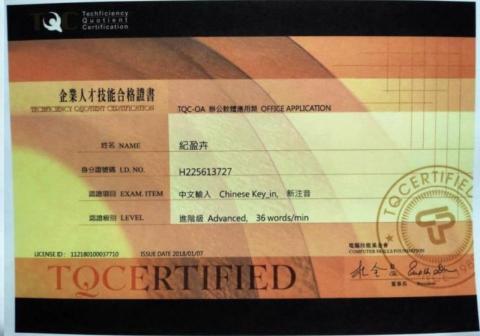 TQC Techficiency
Quotient
Certification
企業人才技能合格證書
TECHFICIENCY QUOTIENT CERTIFICATION
TQC-OA 辦公軟體應用類 OFFICE APPLICATION
姓名 NAME 紀盈卉
身分證號碼 I.D. NO. H225613727
認證項目 EXAM. ITEM 中文輸入 Chinese Key_in, 新注音
認證級別 LEVEL 進階級 Advanced, 36 words/min
LICENSE ID : 112180100037710 ISSUE DATE 2018/01/07
TQCERTIFIED
TQCERTIFIED
電腦技能基金會
COMPUTER SKILLS FOUNDATION
董事長 President